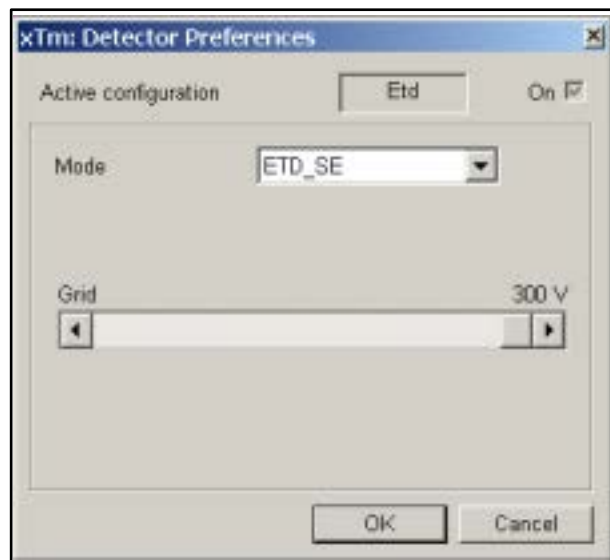 xTm: Detector Preferences
Active configuration Etd On
Mode ETD_SE
Grid 300 V
OK Cancel